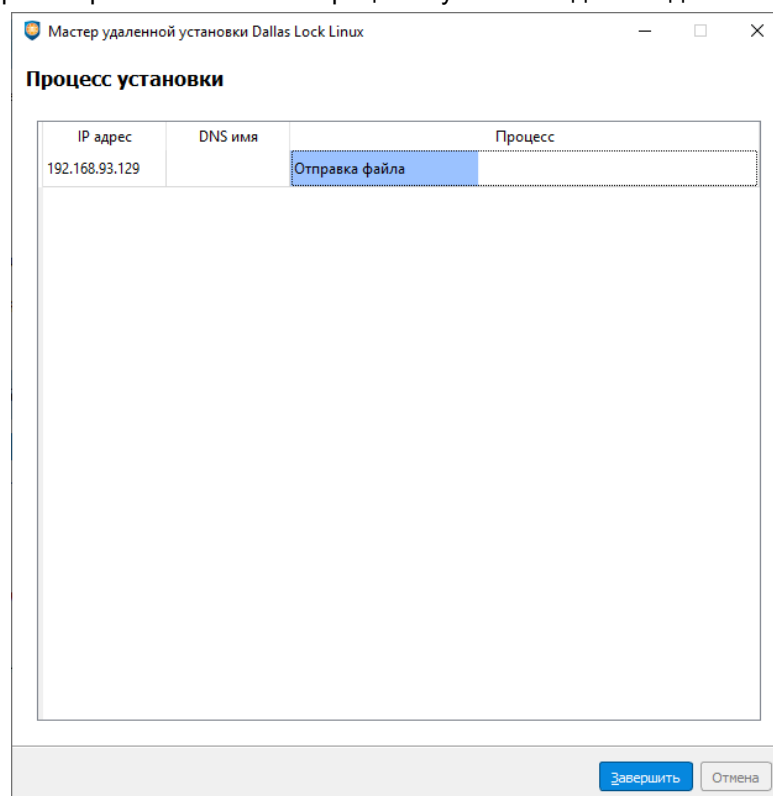 Мастер удаленной установки Dallas Lock Linux
Процесс установки
IP адрес DNS имя Процесс
192.168.93.129 Отправка файла
Завершить Отмена